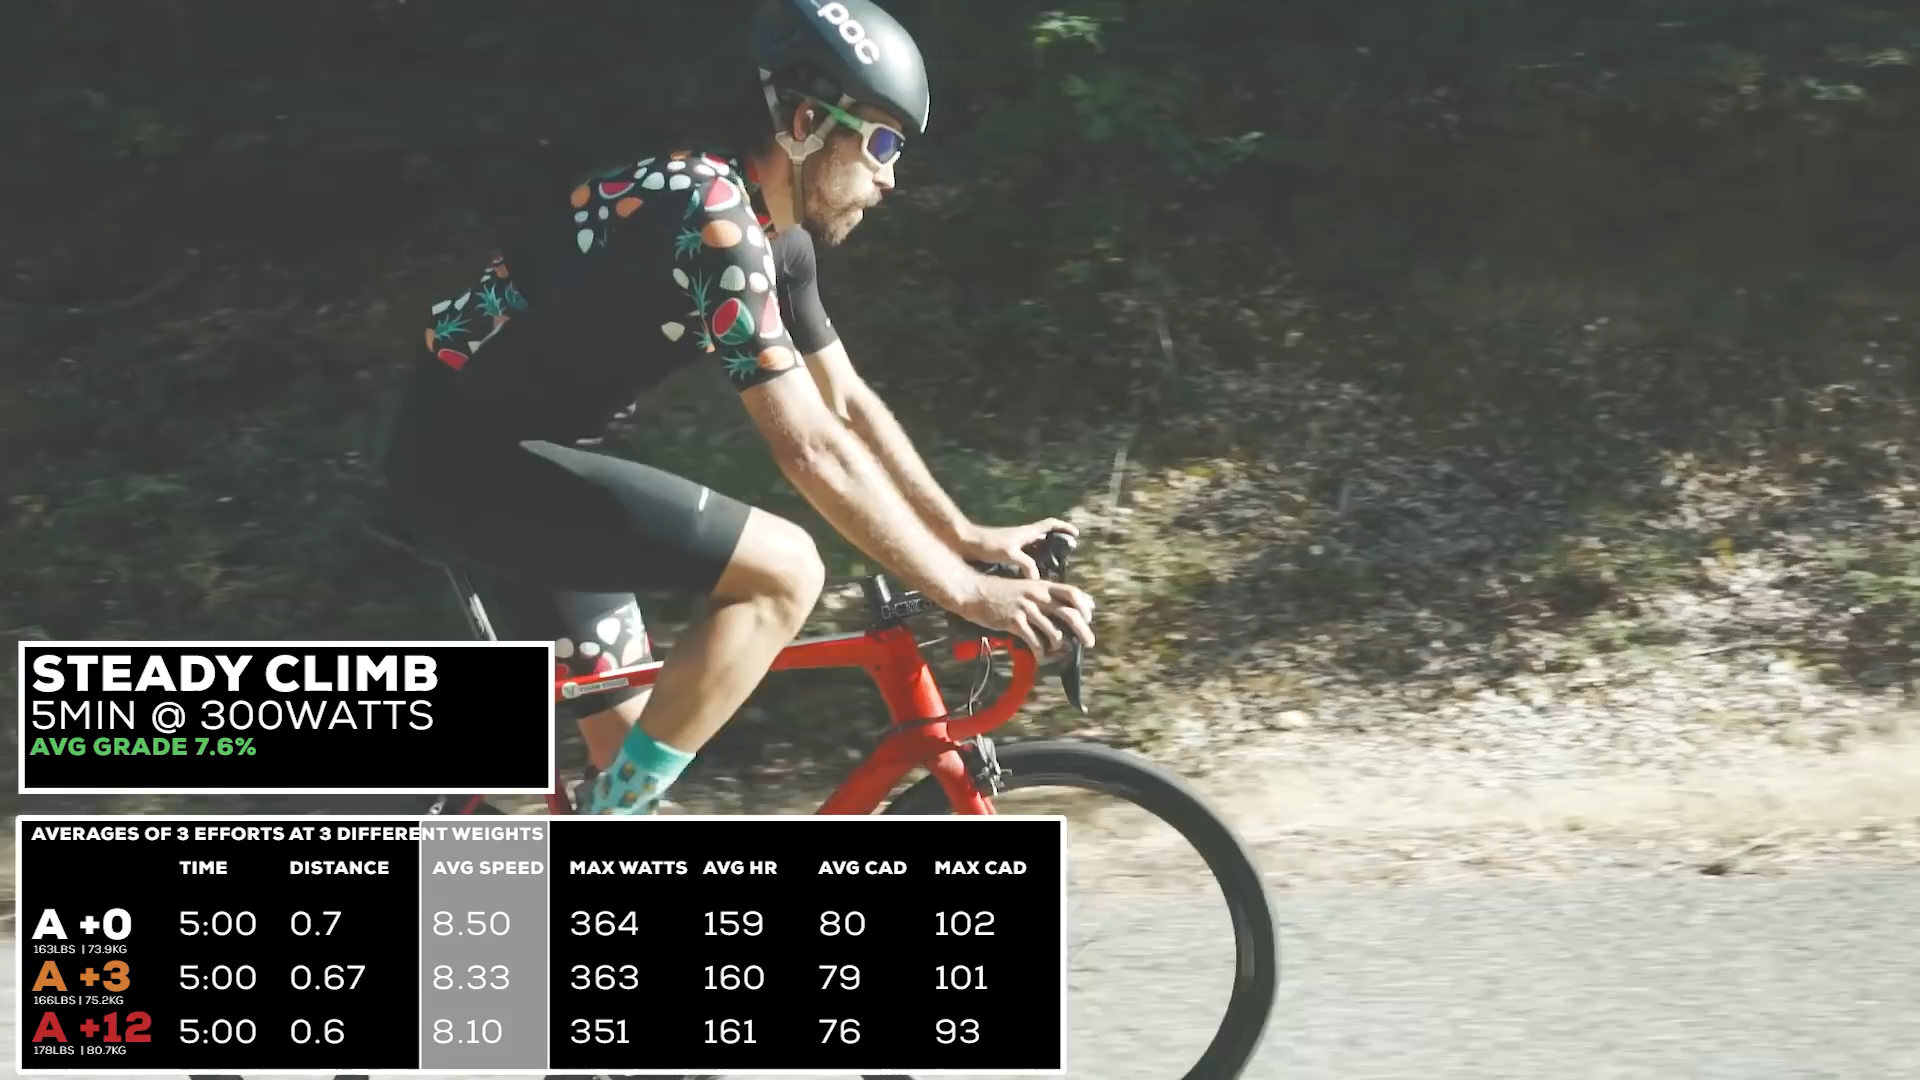 POC
STEADY CLIMB
5MIN @ 300WATTS
AVG GRADE 7.6%
AVERAGES OF 3 EFFORTS AT 3 DIFFERENT WEIGHTS
TIME DISTANCE AVG SPEED MAX WATTS AVG HR AVG CAD MAX CAD
A +0 5:00 0.7 8.50 364 159 80 102
163LBS | 73.9KG
A +3 5:00 0.67 8.33 363 160 79 101
166LBS | 75.2KG
A +12 5:00 0.6 8.10 351 161 76 93
178LBS | 80.7KG